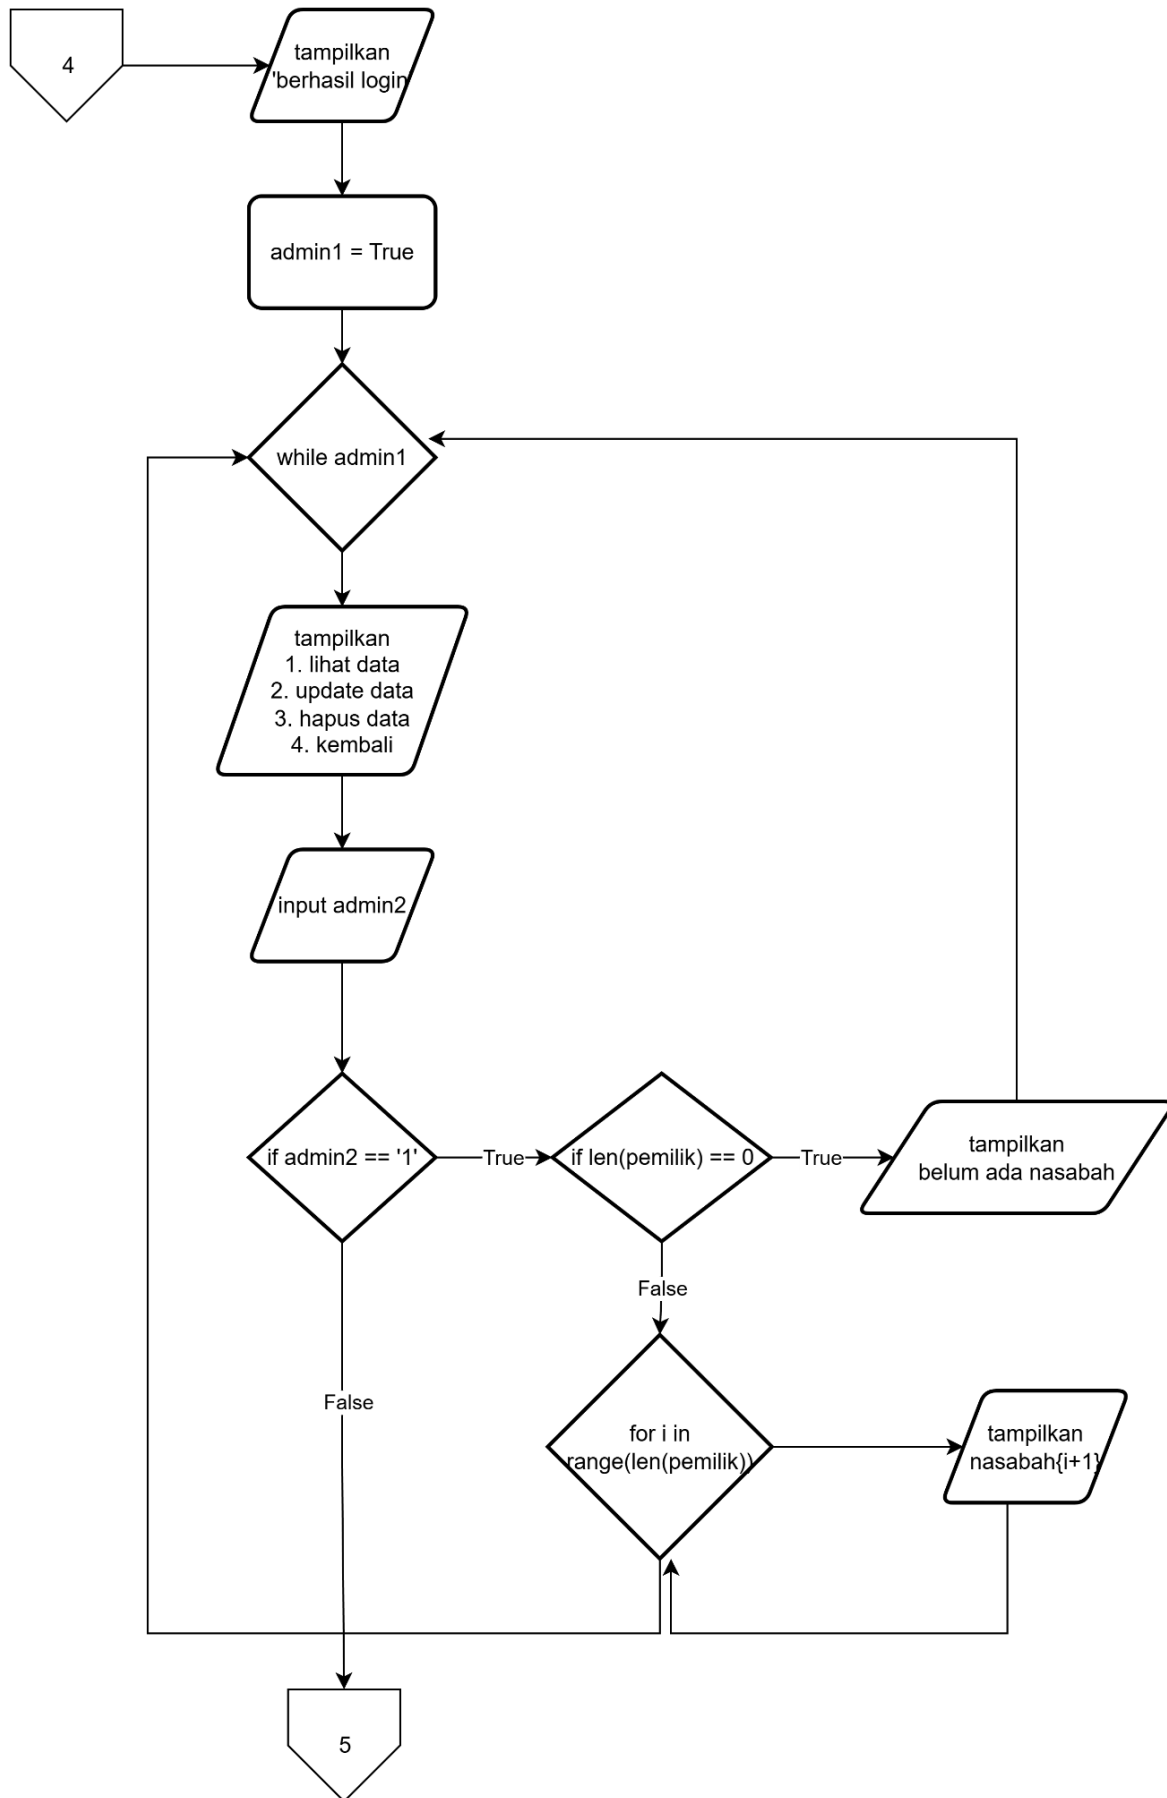 4
tampilkan
'berhasil login
admin1 = True
while admin1
tampilkan
1. lihat data
2. update data
3. hapus data
4. kembali
input admin2
if admin2 == '1'
True
if len(pemilik) == 0
True
tampilkan
belum ada nasabah
False
False
for i in
range(len(pemilik))
tampilkan
nasabah{i+1}
5